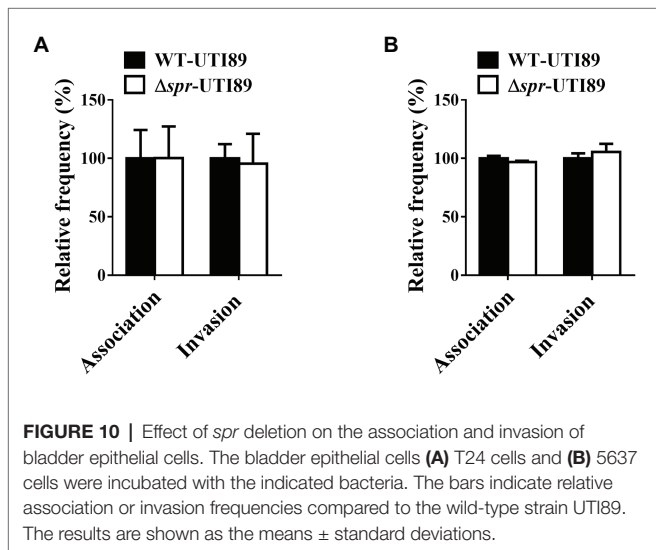 A
WT-UTI89
Δspr-UTI89
Relative frequency (%)
150
100
50
0
Association
Invasion
B
WT-UTI89
Δspr-UTI89
Relative frequency (%)
150
100
50
0
Association
Invasion
FIGURE 10 | Effect of spr deletion on the association and invasion of
bladder epithelial cells. The bladder epithelial cells (A) T24 cells and (B) 5637
cells were incubated with the indicated bacteria. The bars indicate relative
association or invasion frequencies compared to the wild-type strain UTI89.
The results are shown as the means ± standard deviations.